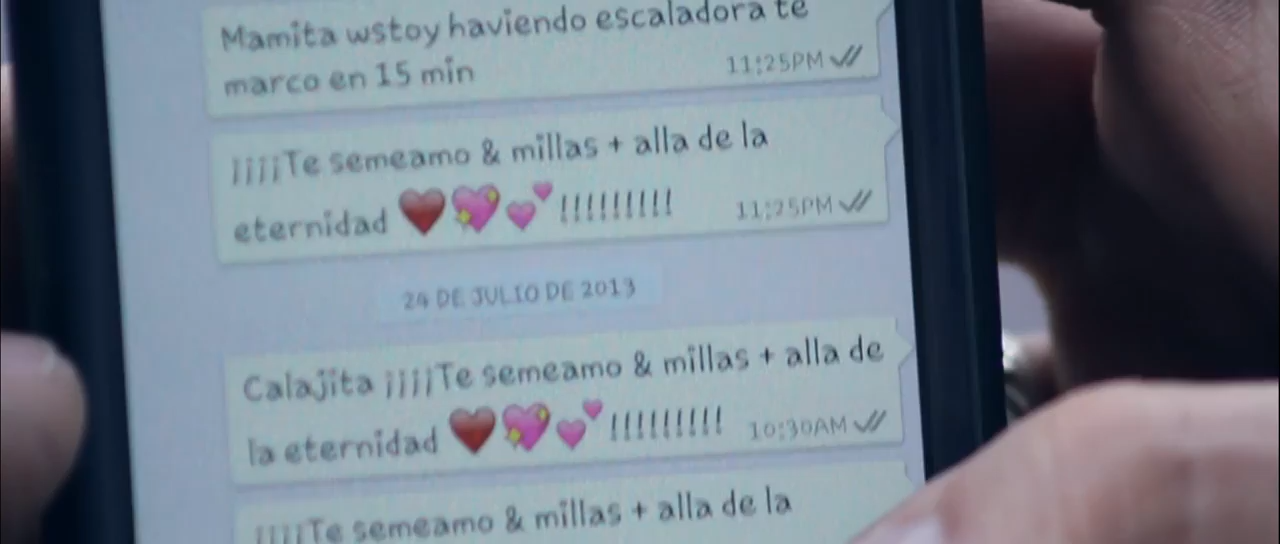 Mamita wstoy haviendo escaladora te
marco en 15 min
11:25PM
¡¡¡¡Te semeamo & millas + alla de la
eternidad ❤️💖💕!!!!!!!!!
11:25PM
24 DE JULIO DE 2013
Calajita ¡¡¡¡Te semeamo & millas + alla de
la eternidad ❤️💖💕!!!!!!!!!
10:30AM
¡¡¡¡Te semeamo & millas + alla de la